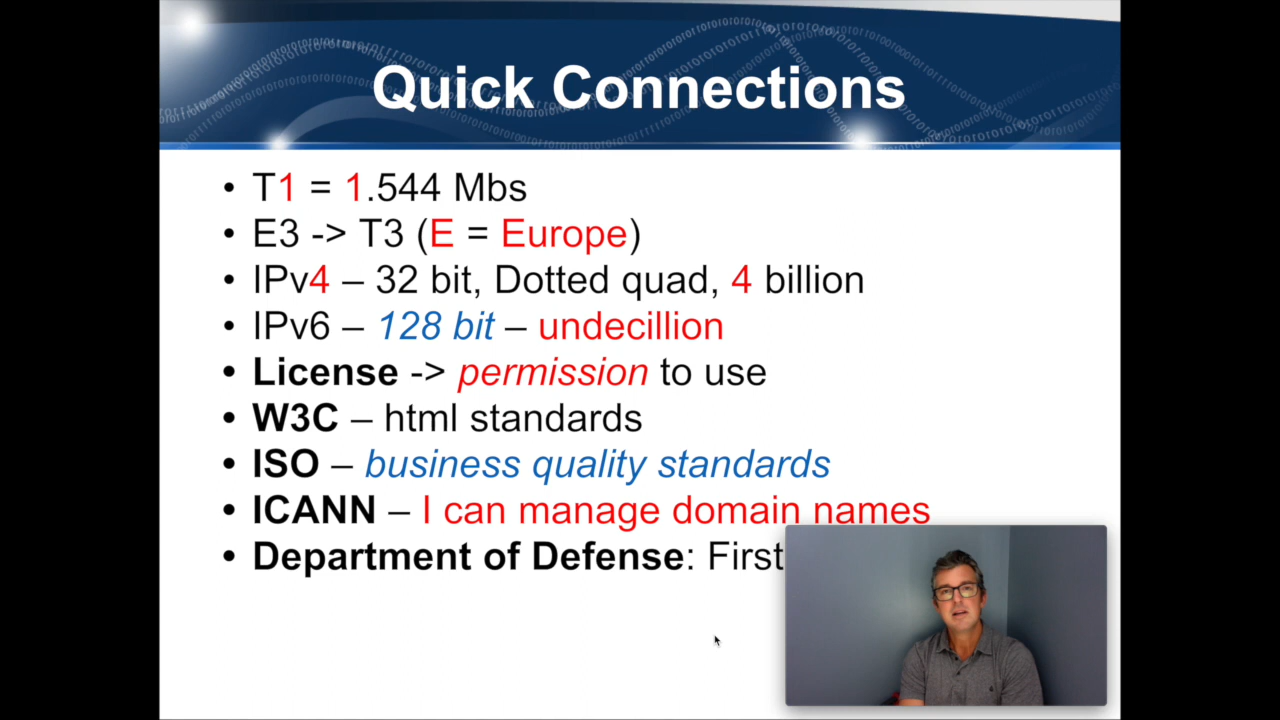 Quick Connections
• T1 = 1.544 Mbs
• E3 -> T3 (E = Europe)
• IPv4 – 32 bit, Dotted quad, 4 billion
• IPv6 – 128 bit – undecillion
• License -> permission to use
• W3C – html standards
• ISO – business quality standards
• ICANN – I can manage domain names
• Department of Defense: First